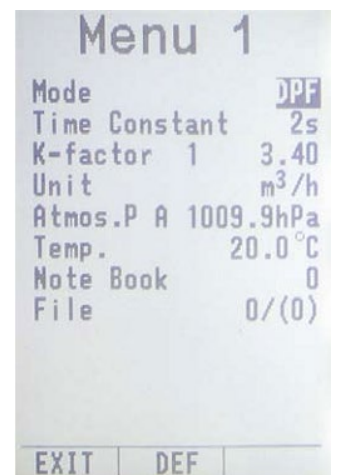 Menu 1
Mode DPF
Time Constant 2s
K-factor 1 3.40
Unit m³/h
Atmos.P A 1009.9hPa
Temp. 20.0°C
Note Book 0
File 0/(0)
EXIT DEF